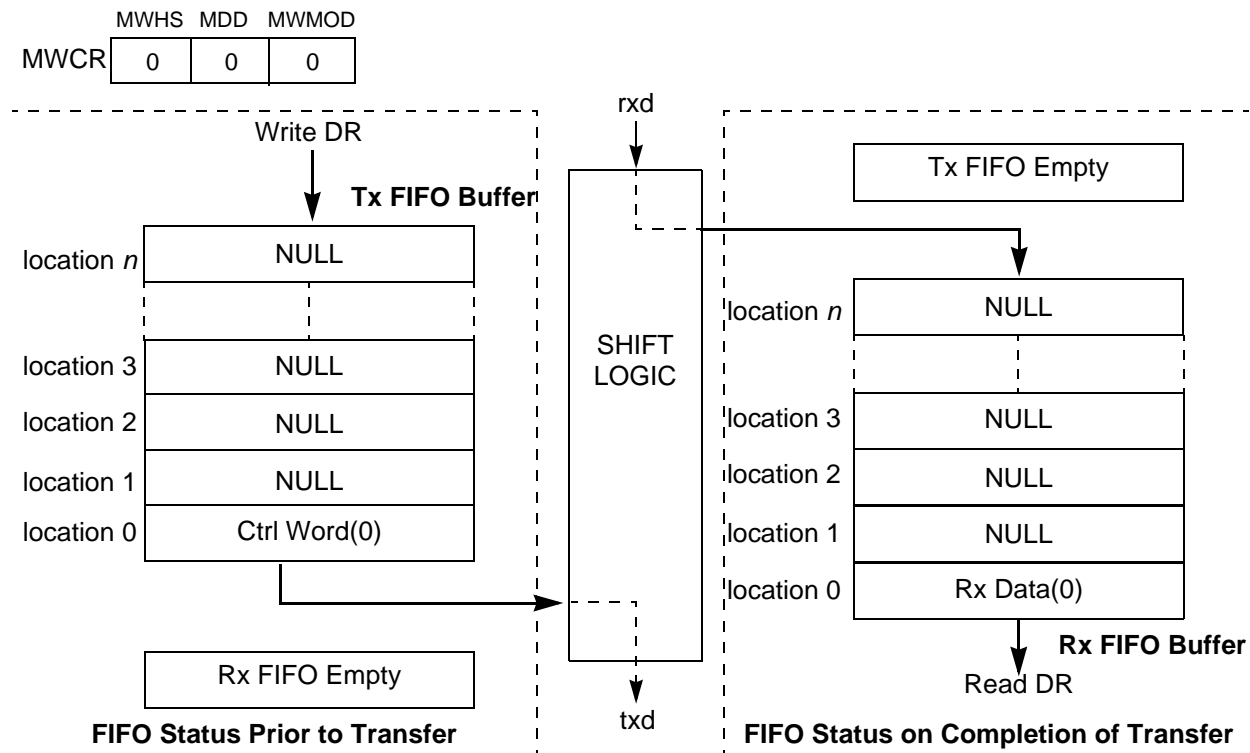 MWHS MDD MWMOD
MWCR 0 0 0
Write DR
Tx FIFO Buffer
location n NULL
location 3 NULL
location 2 NULL
location 1 NULL
location 0 Ctrl Word(0)
Rx FIFO Empty
FIFO Status Prior to Transfer
rxd
SHIFT
LOGIC
txd
Tx FIFO Empty
location n NULL
location 3 NULL
location 2 NULL
location 1 NULL
location 0 Rx Data(0)
Rx FIFO Buffer
Read DR
FIFO Status on Completion of Transfer